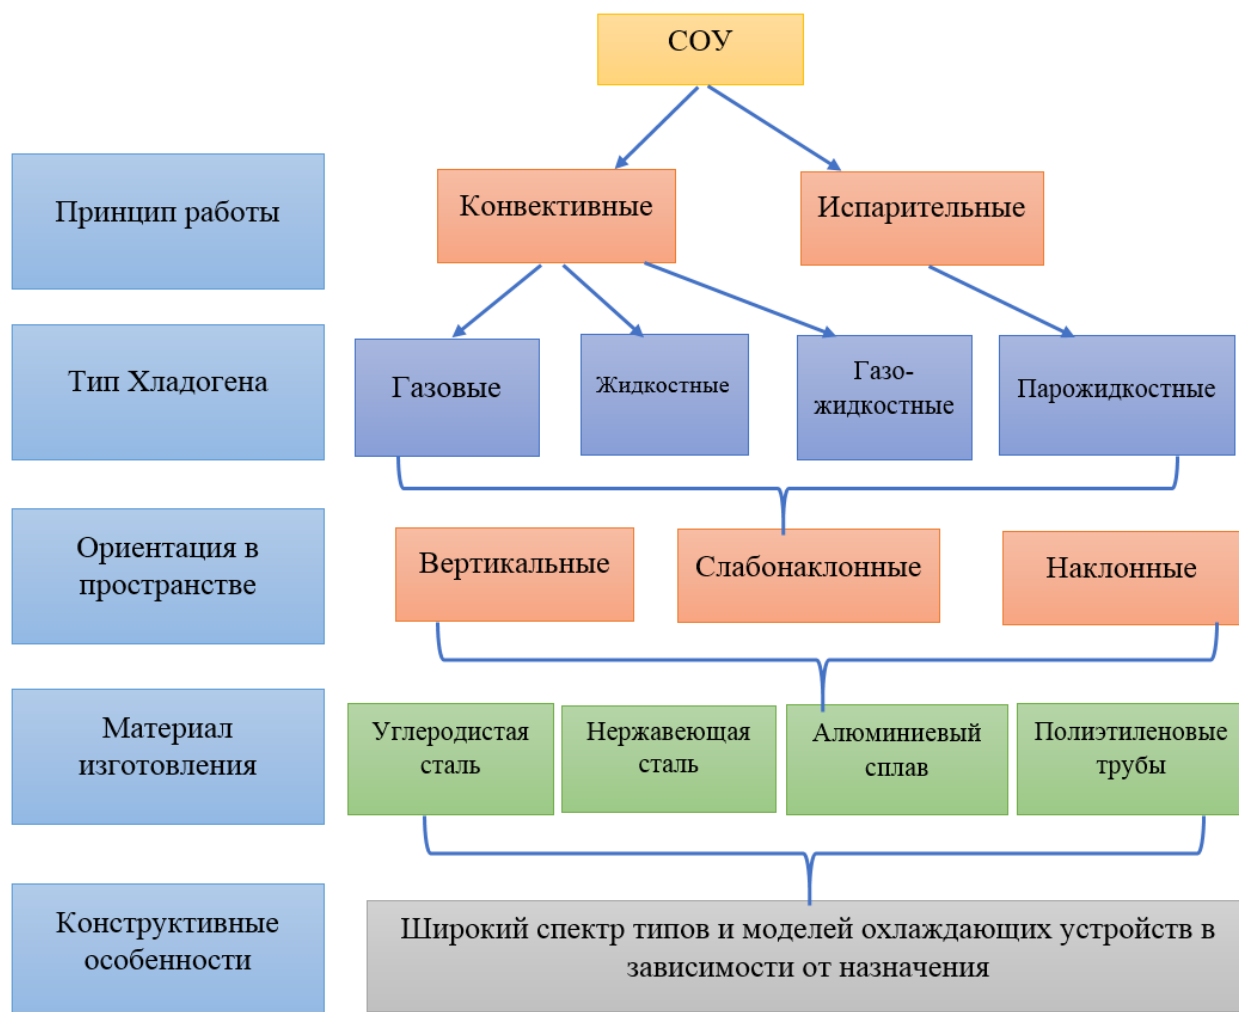 СОУ
Принцип работы
Конвективные
Испарительные
Тип Хладогена
Газовые
Жидкостные
Газо-
жидкостные
Парожидкостные
Ориентация в
пространстве
Вертикальные
Слабонаклонные
Наклонные
Материал
изготовления
Углеродистая
сталь
Нержавеющая
сталь
Алюминиевый
сплав
Полиэтиленовые
трубы
Конструктивные
особенности
Широкий спектр типов и моделей охлаждающих устройств в
зависимости от назначения